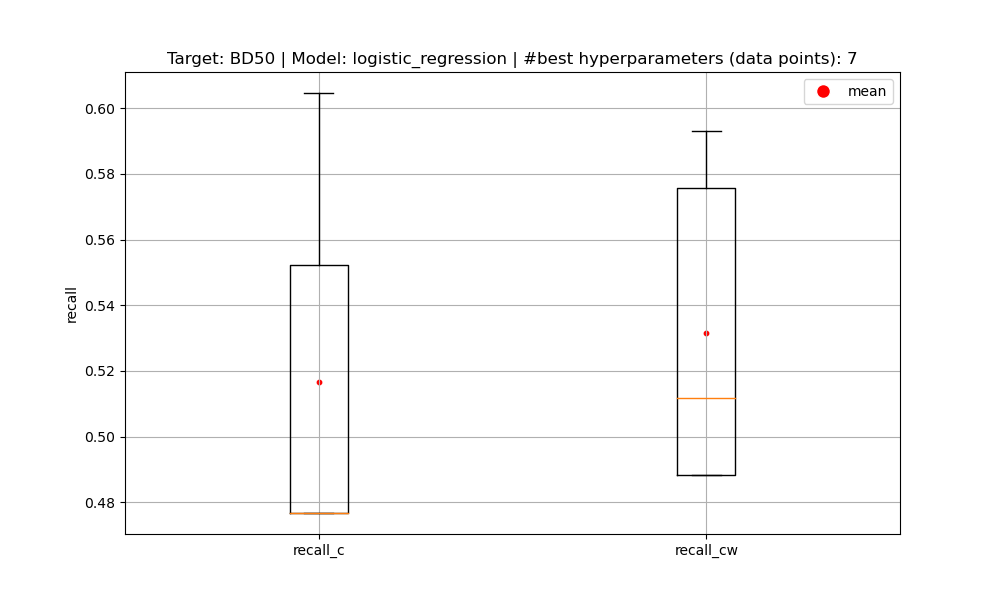 Target: BD50 | Model: logistic_regression | #best hyperparameters (data points): 7
mean
0.60
0.58
0.56
0.54
0.52
0.50
0.48
recall
recall_c
recall_cw